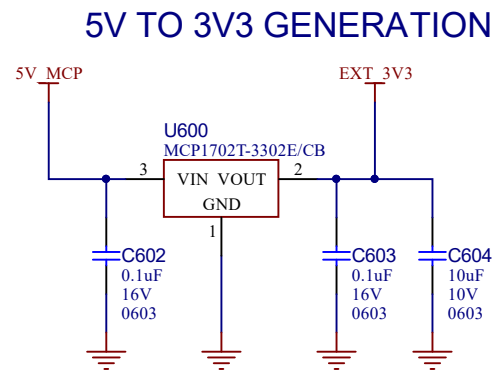 5V TO 3V3 GENERATION
5V_MCP
EXT_3V3
U600
MCP1702T-3302E/CB
3
VIN VOUT
2
GND
1
C602
0.1uF
16V
0603
C603
0.1uF
16V
0603
C604
10uF
10V
0603